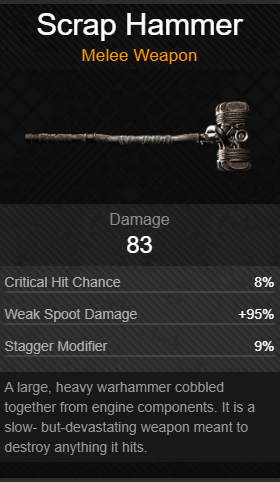 Scrap Hammer
Melee Weapon
Damage
83
Critical Hit Chance 8%
Weak Spoot Damage +95%
Stagger Modifier 9%
A large, heavy warhammer cobbled
together from engine components. It is a
slow- but-devastating weapon meant to
destroy anything it hits.